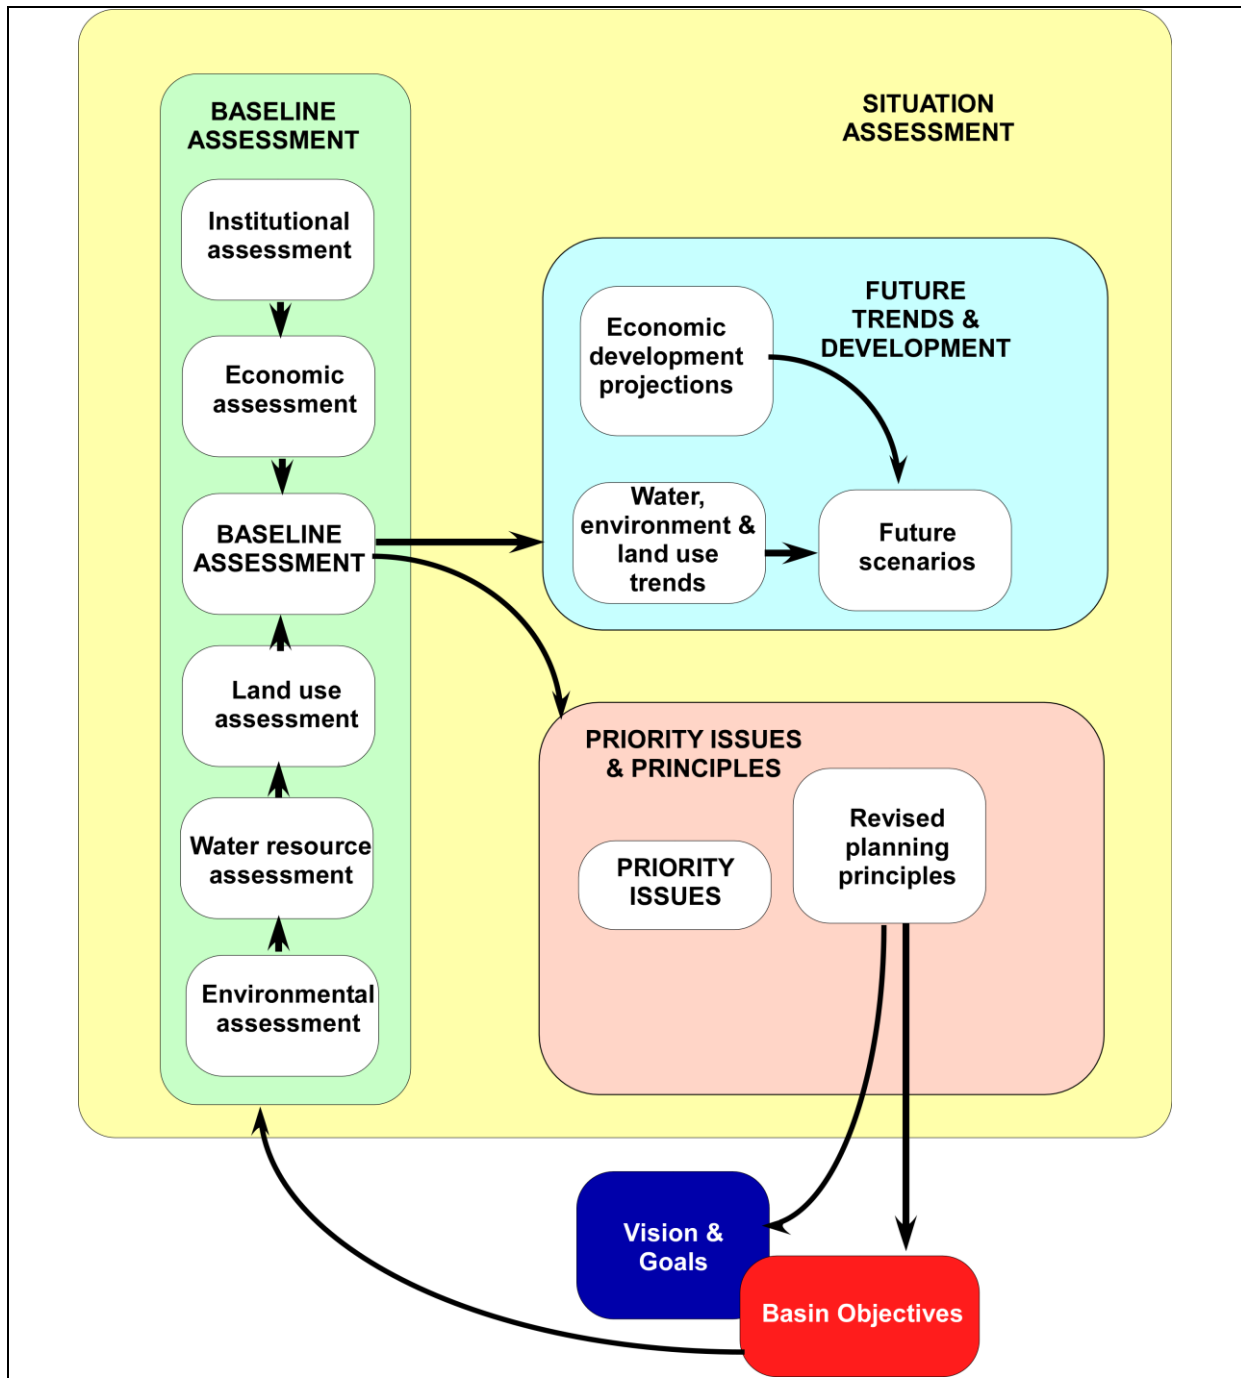 BASELINE
ASSESSMENT
Institutional
assessment
Economic
assessment
BASELINE
ASSESSMENT
Land use
assessment
Water resource
assessment
Environmental
assessment
SITUATION
ASSESSMENT
FUTURE
TRENDS &
DEVELOPMENT
Economic
development
projections
Water,
environment &
land use
trends
Future
scenarios
PRIORITY ISSUES
& PRINCIPLES
PRIORITY
ISSUES
Revised
planning
principles
Vision &
Goals
Basin Objectives